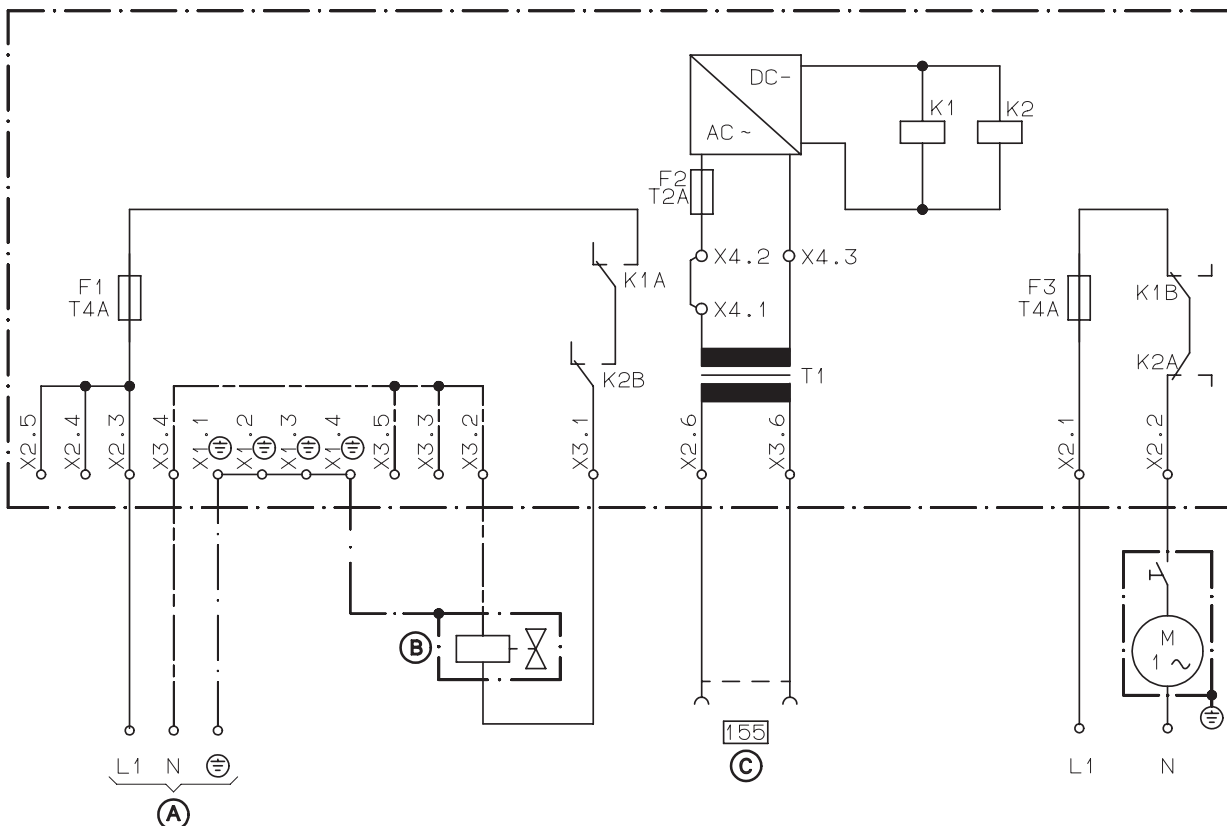 DC-
AC ~
K1
K2
F2
T2A
X4.2
X4.3
X4.1
F1
T4A
K1A
K2B
F3
T4A
K1B
K2A
T1
X2.5
X2.4
X2.3
X3.4
X1.1
X1.2
X1.3
X1.4
X3.5
X3.3
X3.2
X3.1
X2.6
X3.6
X2.1
X2.2
B
M
1 ~
155
C
L1
N
A
L1
N